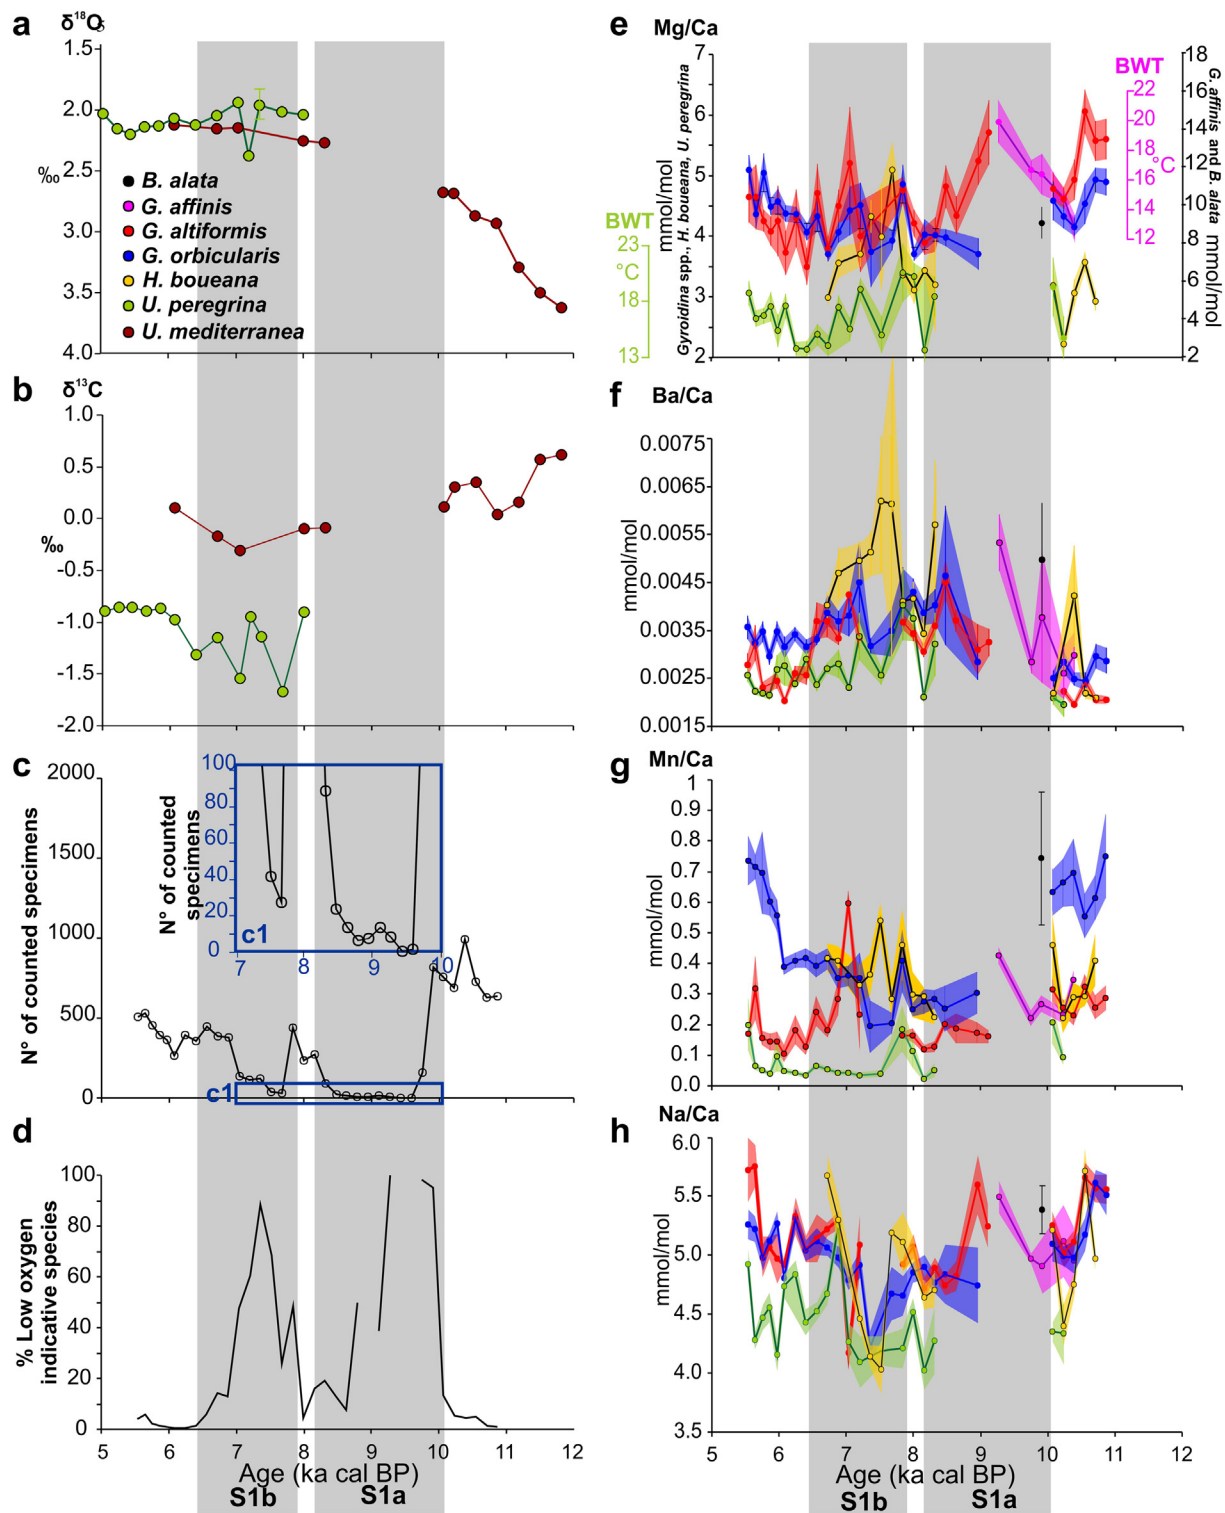 a δ18O
1.5
2.0
2.5
‰
3.0
3.5
4.0
B. alata
G. affinis
G. altiformis
G. orbicularis
H. boueana
U. peregrina
U. mediterranea
BWT
23
°C
18
13
6 7 8 9 10 11 12
b δ13C
1.0
0.5
0.0
‰
-0.5
-1.0
-1.5
-2.0
c
2000
1500
1000
500
0
N° of counted specimens
100
80
60
40
20
0
N° of counted
specimens
c1
7 8 9 10
c1
d
100
80
60
40
20
0
% Low oxygen
indicative species
5 6 7 8 9 10 11 12
Age (ka cal BP)
S1b S1a
e Mg/Ca
7
6
5
4
3
2
Gyroidina spp., H. boueana, U. peregrina
mmol/mol
BWT
22
20
18
°C
16
14
12
18
16
14
12
10
8
6
4
2
G. affinis and B. alata
mmol/mol
f Ba/Ca
0.0075
0.0065
0.0055
0.0045
0.0035
0.0025
0.0015
mmol/mol
g Mn/Ca
1
0.9
0.8
0.7
0.6
0.5
0.4
0.3
0.2
0.1
0.0
mmol/mol
h Na/Ca
6.0
5.5
5.0
4.5
4.0
3.5
mmol/mol
5 6 7 8 9 10 11 12
Age (ka cal BP)
S1b S1a